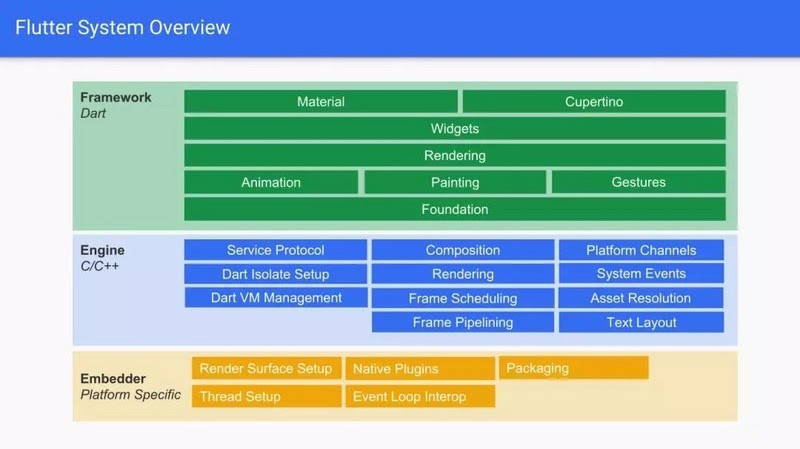 Flutter System Overview
Framework
Dart
Material Cupertino
Widgets
Rendering
Animation Painting Gestures
Foundation
Engine
C/C++
Service Protocol Composition Platform Channels
Dart Isolate Setup Rendering System Events
Dart VM Management Frame Scheduling Asset Resolution
Frame Pipelining Text Layout
Embedder
Platform Specific
Render Surface Setup Native Plugins Packaging
Thread Setup Event Loop Interop